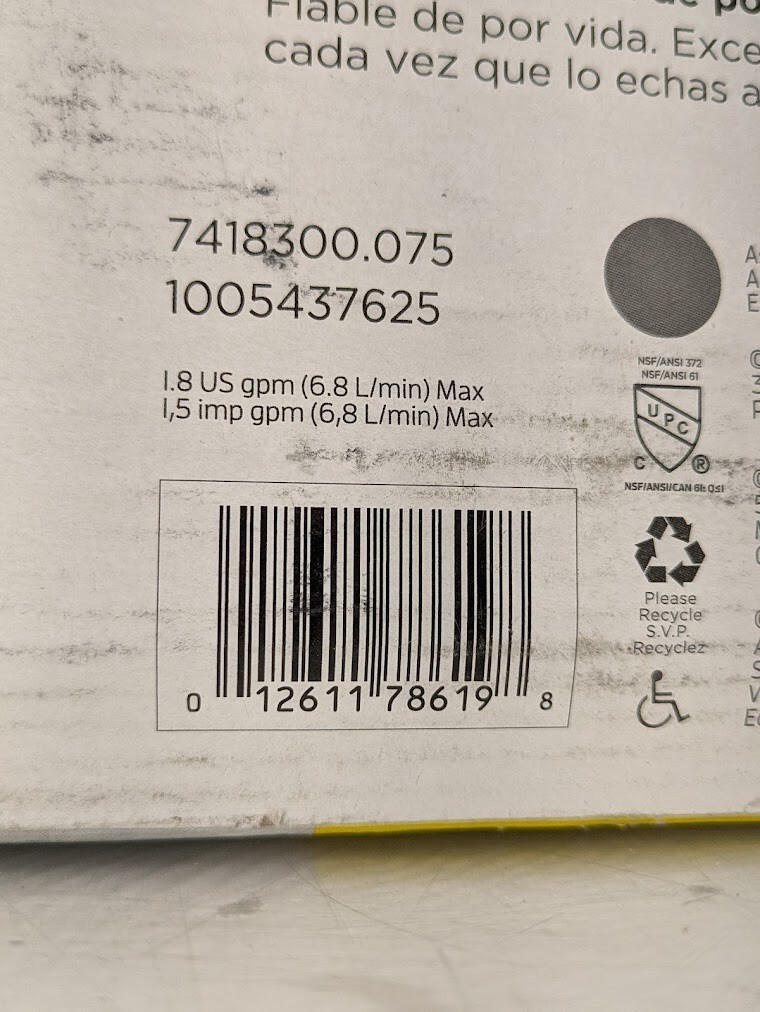 Fiable de por vida. Exce
cada vez que lo echas a
7418300.075
1005437625
1.8 US gpm (6.8 L/min) Max
1,5 imp gpm (6,8 L/min) Max
NSF/ANSI 372
NSF/ANSI 61
UPC
C ®
NSF/ANSI/CAN 61: Q≤1
Please
Recycle
S.V.P.
Recyclez
0 12611 78619 8